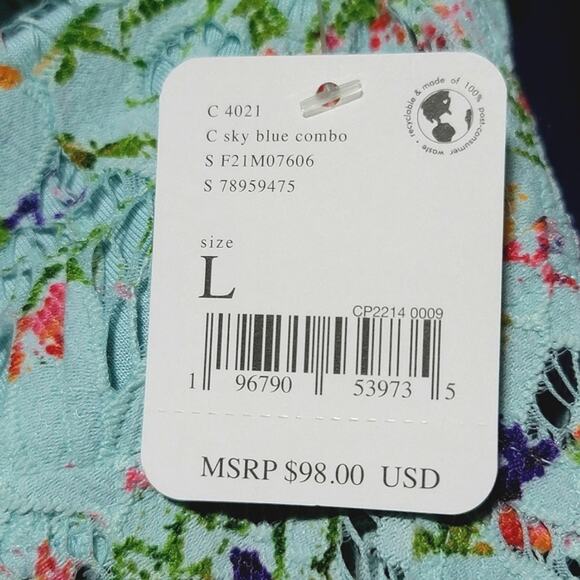 recyclable & made of 100% post-consumer waste •
C 4021
C sky blue combo
S F21M07606
S 78959475
size
L
CP2214 0009
1 96790 53973 5
MSRP $98.00 USD